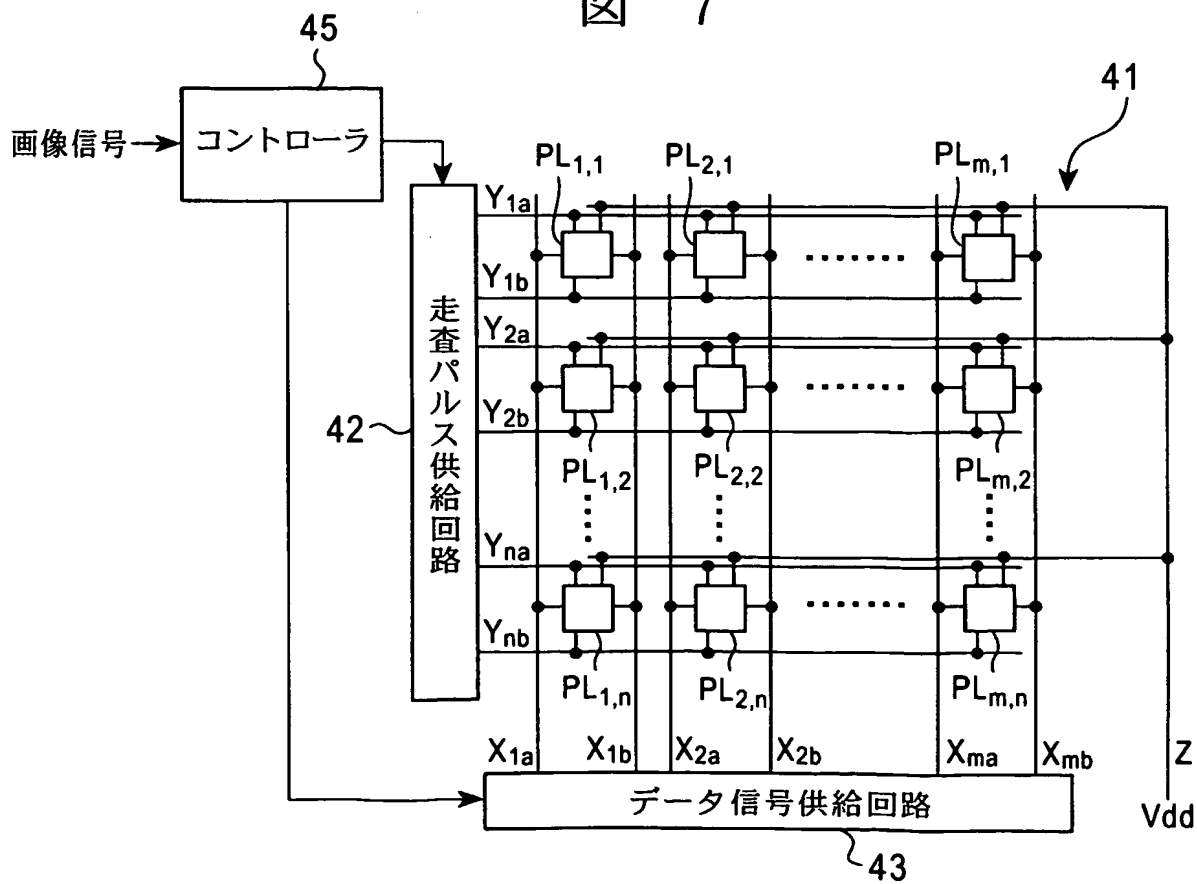 図 7
45
画像信号
コントローラ
41
PL1,1
PL2,1
PLm,1
Y1a
Y1b
Y2a
Y2b
走査パルス供給回路
42
PL1,2
PL2,2
PLm,2
Yna
Ynb
PL1,n
PL2,n
PLm,n
X1a
X1b
X2a
X2b
Xma
Xmb
Z
データ信号供給回路
Vdd
43